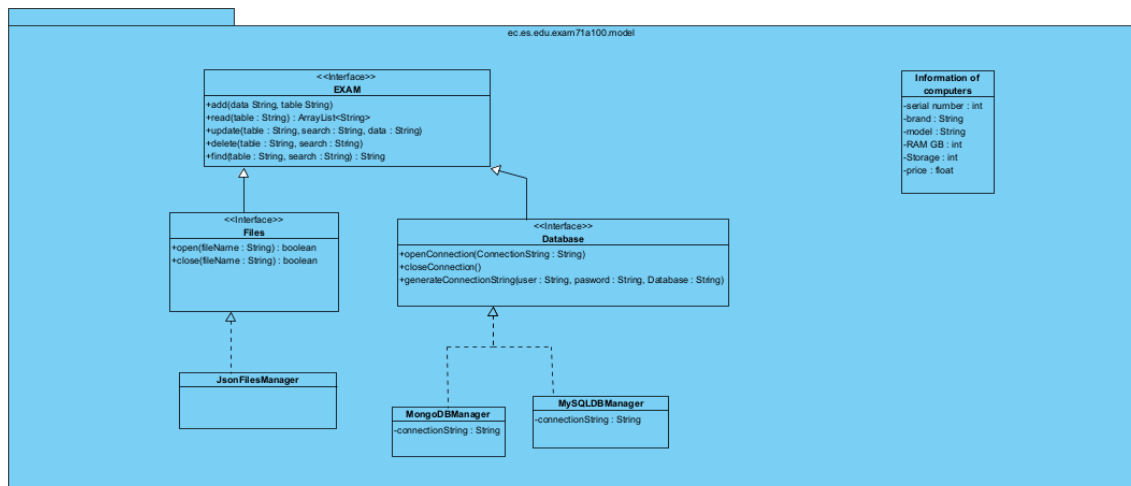 ec.es.edu.exam71a100.model
<<Interface>>
EXAM
+add(data String, table String)
+read(table : String) : ArrayList<String>
+update(table : String, search : String, data : String)
+delete(table : String, search : String)
+find(table : String, search : String) : String
Information of
computers
-serial number : int
-brand : String
-model : String
-RAM GB : int
-Storage : int
-price : float
<<Interface>>
Files
+open(fileName : String) : boolean
+close(fileName : String) : boolean
<<Interface>>
Database
+openConnection(ConnectionString : String)
+closeConnection()
+generateConnectionString(user : String, pasword : String, Database : String)
JsonFilesManager
MongoDBManager
-connectionString : String
MySQLDBManager
-connectionString : String